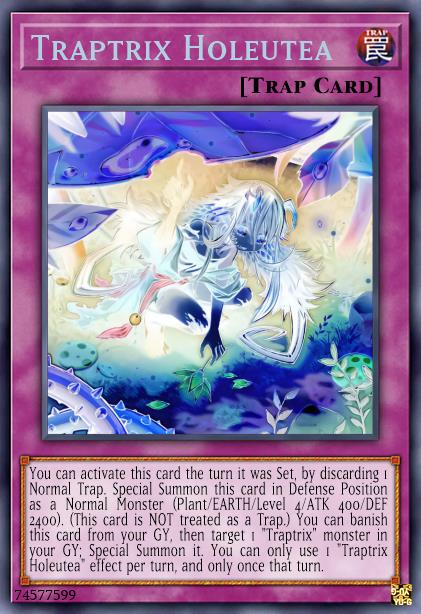 Traptrix Holeutea
TRAP
罠
[Trap Card]
You can activate this card the turn it was Set, by discarding 1
Normal Trap. Special Summon this card in Defense Position
as a Normal Monster (Plant/EARTH/Level 4/ATK 400/DEF
2400). (This card is NOT treated as a Trap.) You can banish
this card from your GY, then target 1 "Traptrix" monster in
your GY; Special Summon it. You can only use 1 "Traptrix
Holeutea" effect per turn, and only once that turn.
74577599